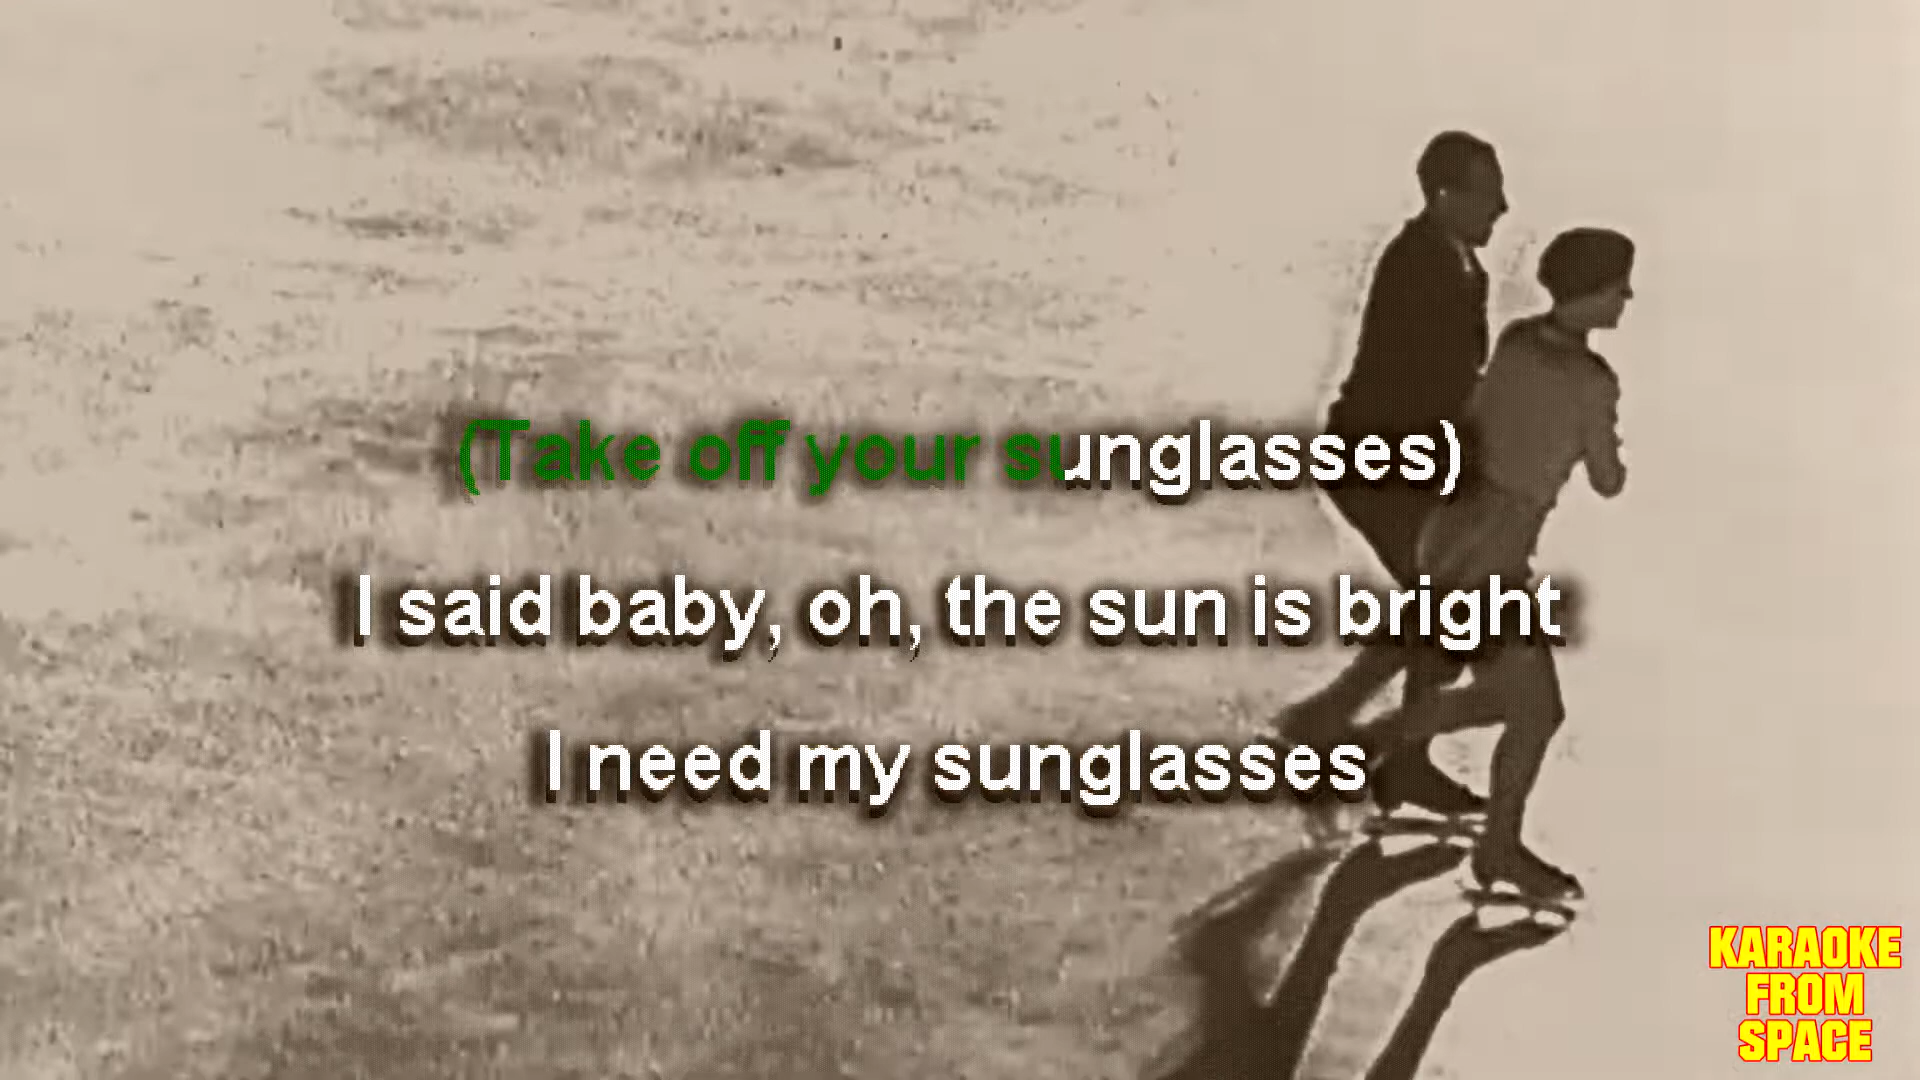 (Take off your sunglasses)
I said baby, oh, the sun is bright
I need my sunglasses
KARAOKE
FROM
SPACE